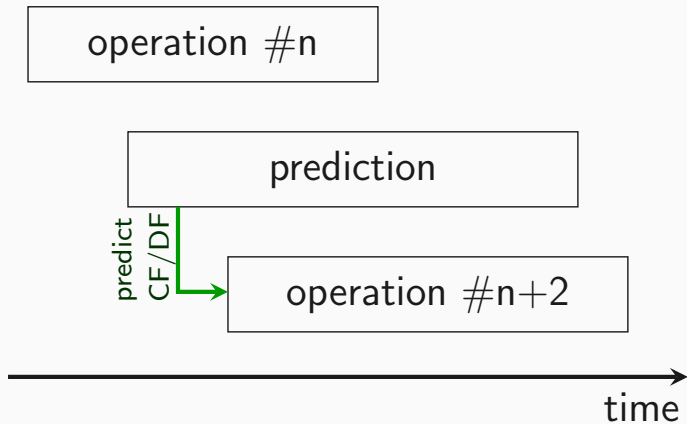 operation #n
prediction
predict
CF/DF
operation #n+2
time